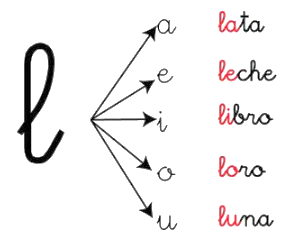 l
a lata
e leche
i libro
o loro
u luna